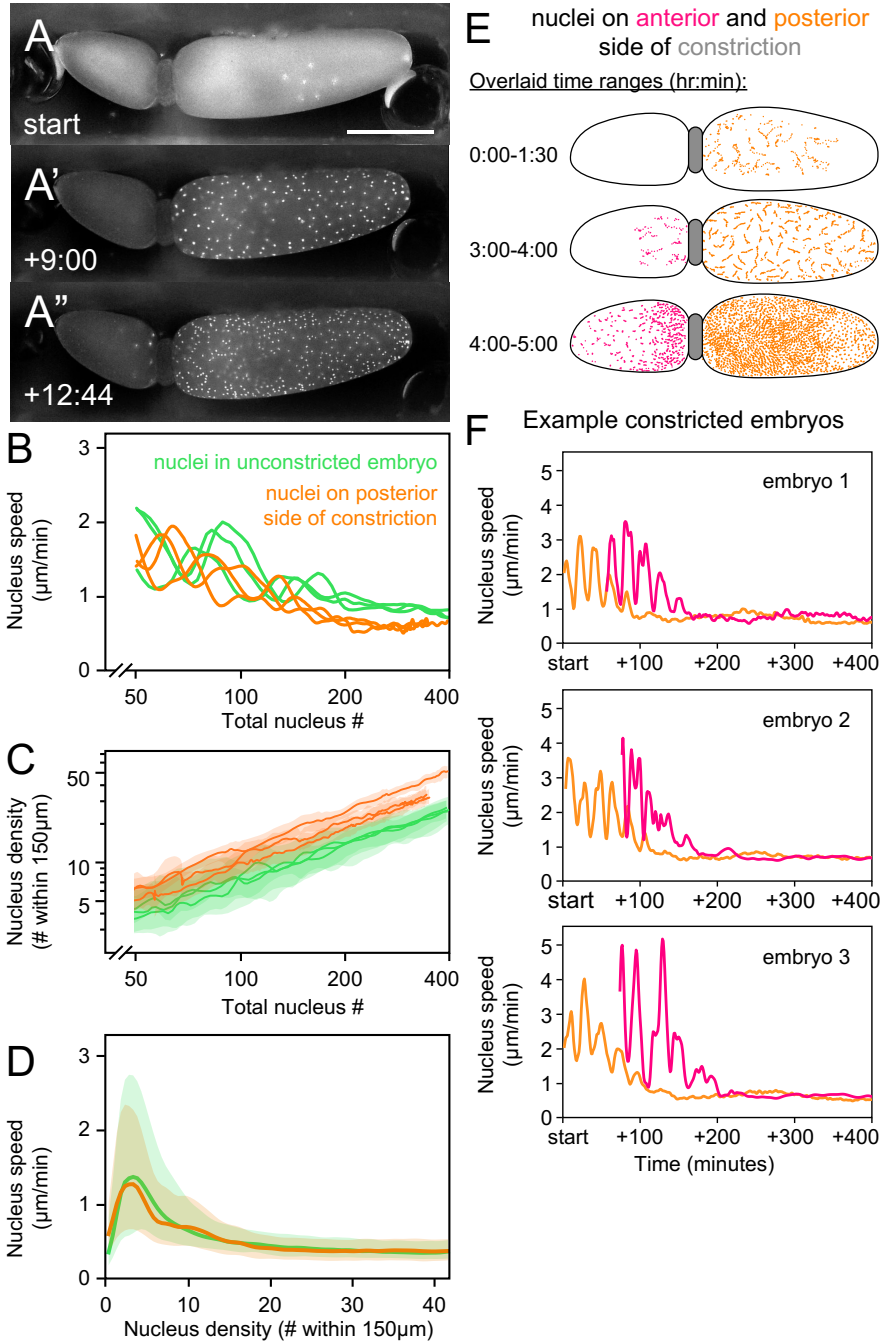 A
start
A'
+9:00
A"
+12:44
B
3
2
1
0
Nucleus speed
(μm/min)
nuclei in unconstricted embryo
nuclei on posterior
side of constriction
50
100
200
400
Total nucleus #
C
50
10
5
Nucleus density
(# within 150μm)
50
100
200
400
Total nucleus #
D
3
2
1
0
Nucleus speed
(μm/min)
0
10
20
30
40
Nucleus density (# within 150μm)
E
nuclei on anterior and posterior
side of constriction
Overlaid time ranges (hr:min):
0:00-1:30
3:00-4:00
4:00-5:00
F
Example constricted embryos
embryo 1
5
4
3
2
1
0
Nucleus speed
(μm/min)
start
+100
+200
+300
+400
embryo 2
5
4
3
2
1
0
Nucleus speed
(μm/min)
start
+100
+200
+300
+400
embryo 3
5
4
3
2
1
0
Nucleus speed
(μm/min)
start
+100
+200
+300
+400
Time (minutes)